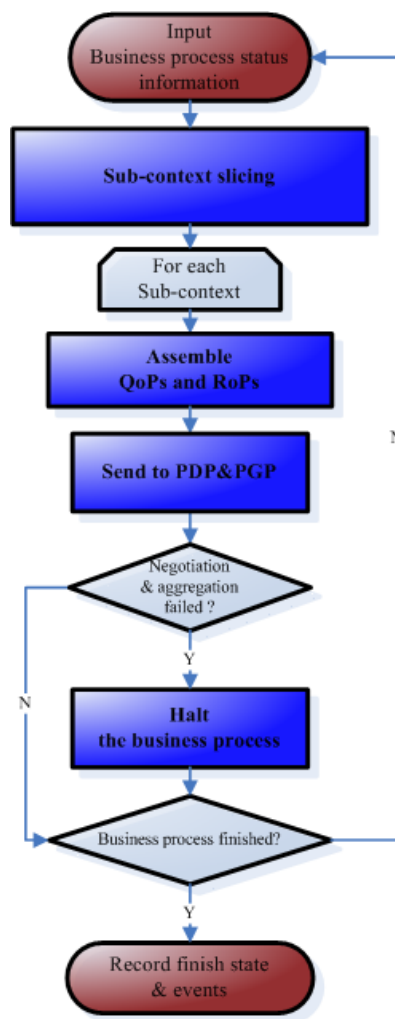 Input
Business process status
information
Sub-context slicing
For each
Sub-context
Assemble
QoPs and RoPs
Send to PDP&PGP
Negotiation
& aggregation
failed ?
Y
N
Halt
the business process
Business process finished?
Y
Record finish state
& events